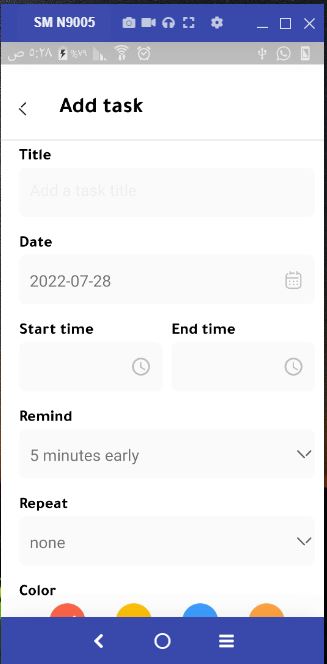 SM N9005
ص ٥:٢٨
%٧٩
Add task
Title
Add a task title
Date
2022-07-28
Start time
End time
Remind
5 minutes early
Repeat
none
Color